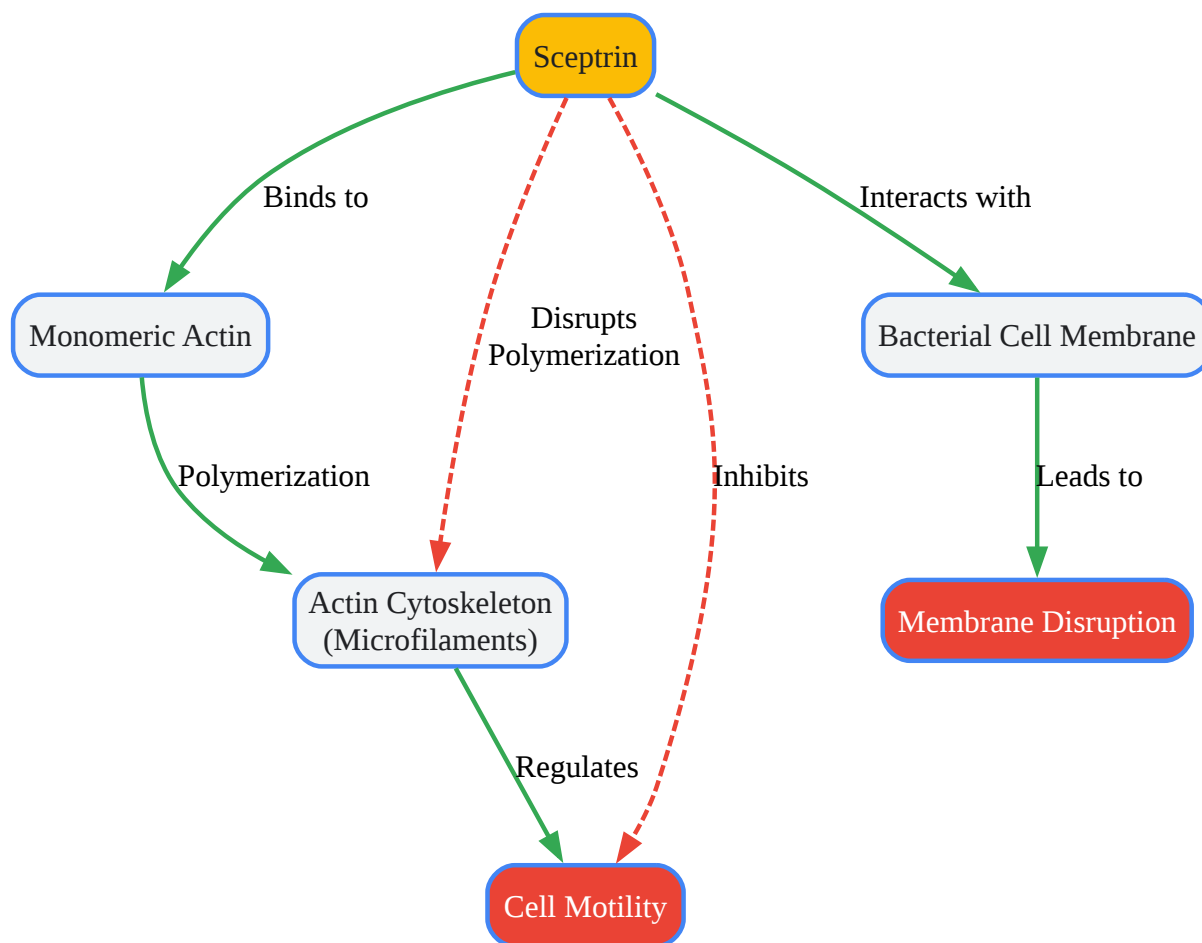 Sceptrin
Binds to
Interacts with
Disrupts
Polymerization
Monomeric Actin
Bacterial Cell Membrane
Polymerization
Inhibits
Leads to
Actin Cytoskeleton
(Microfilaments)
Membrane Disruption
Regulates
Cell Motility